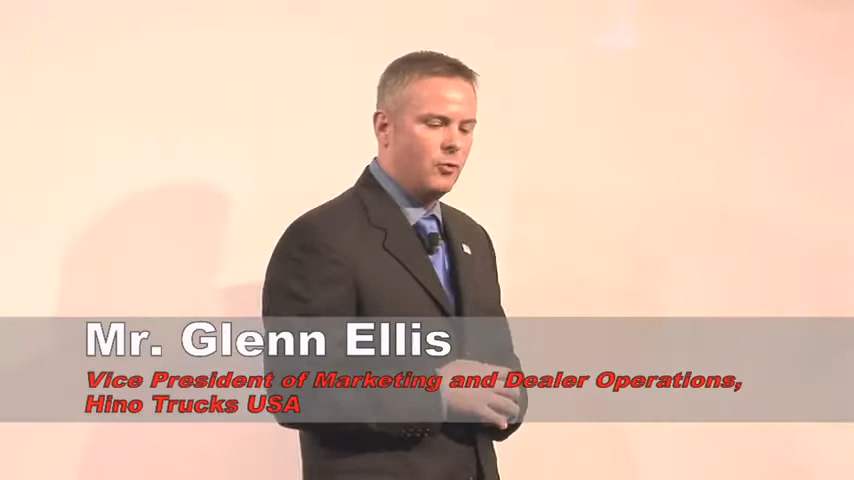 Mr. Glenn Ellis
Vice President of Marketing and Dealer Operations,
Hino Trucks USA